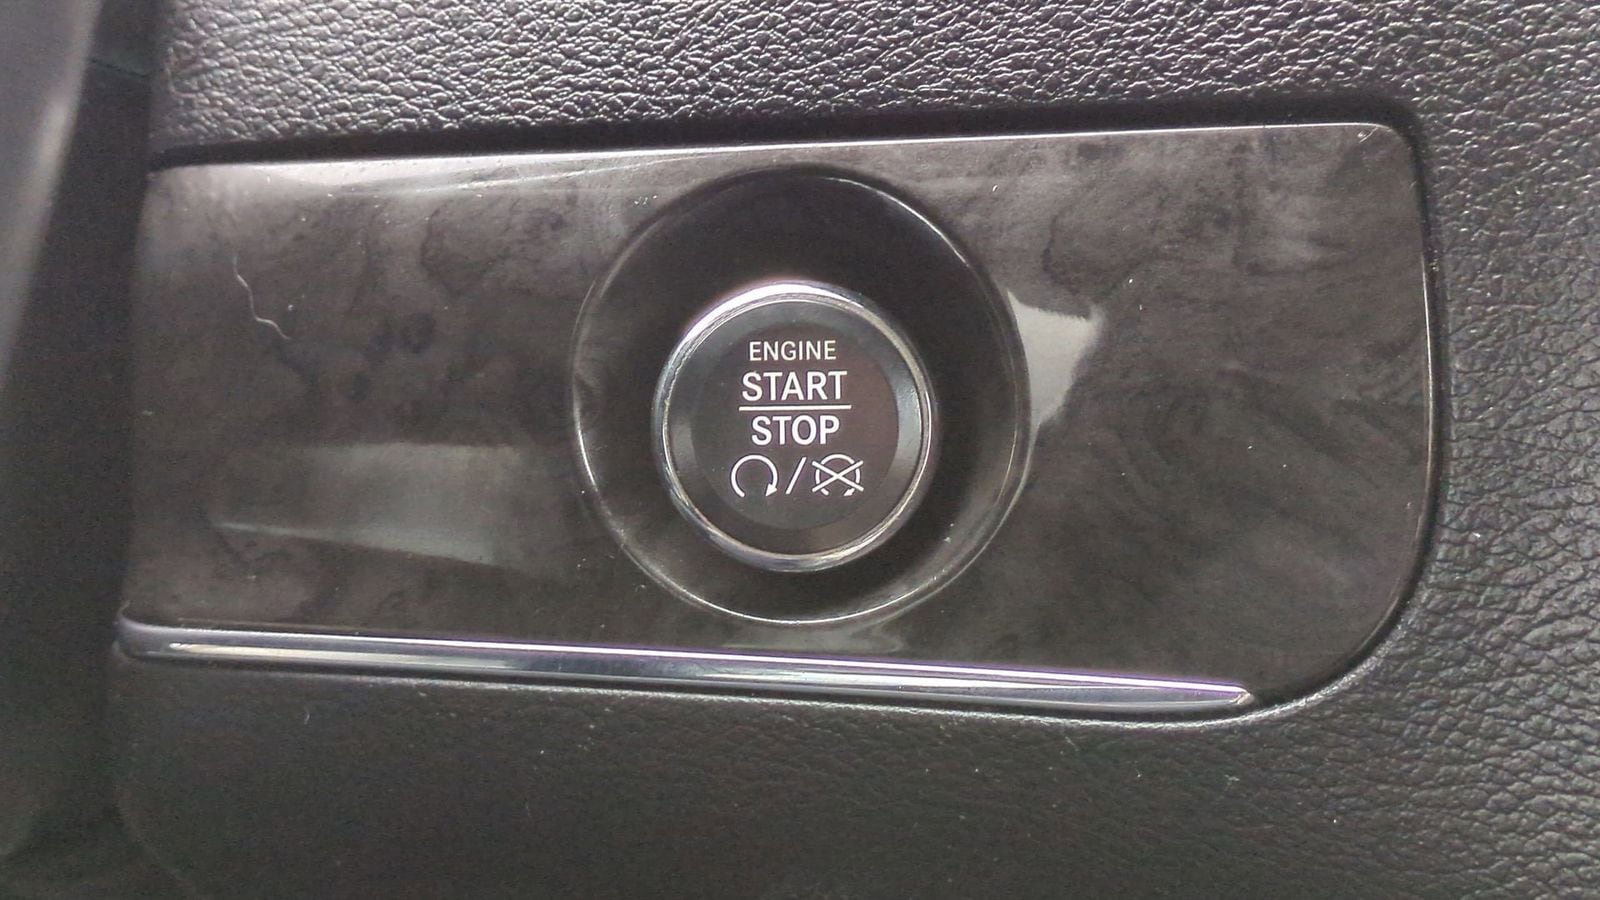 ENGINE
START
STOP
/